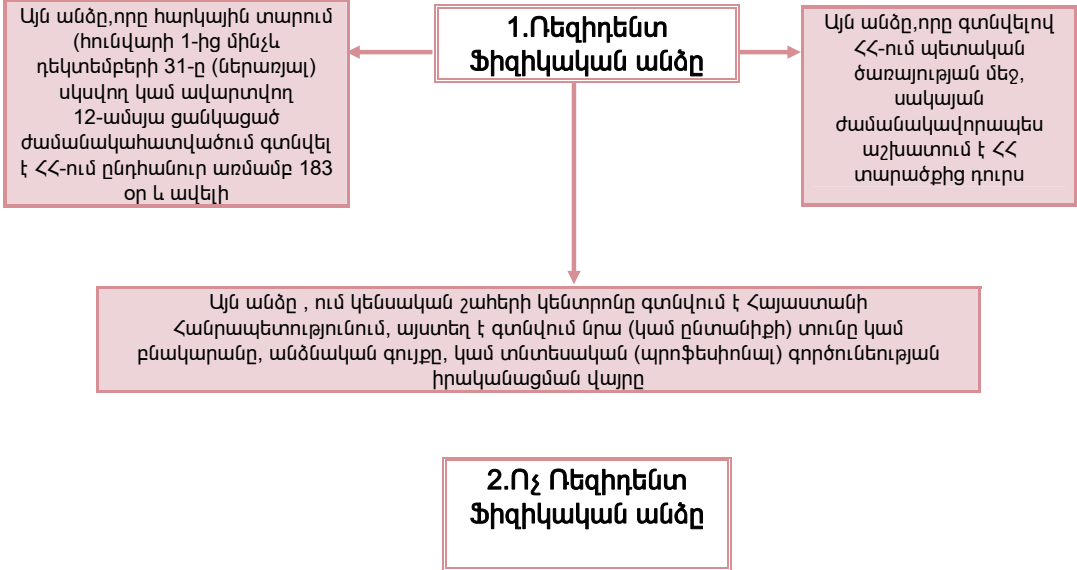 Այն անձը,որը հարկային տարում
(հունվարի 1-ից մինչև
դեկտեմբերի 31-ը (ներառյալ)
սկսվող կամ ավարտվող
12-ամսյա ցանկացած
ժամանակահատվածում գտնվել
է ՀՀ-ում ընդհանուր առմամբ 183
օր և ավելի
1.Ռեզիդենտ
Ֆիզիկական անձը
Այն անձը,որը գտնվելով
ՀՀ-ում պետական
ծառայության մեջ,
սակայան
ժամանակավորապես
աշխատում է ՀՀ
տարածքից դուրս
Այն անձը , ում կենսական շահերի կենտրոնը գտնվում է Հայաստանի
Հանրապետությունում, այստեղ է գտնվում նրա (կամ ընտանիքի) տունը կամ
բնակարանը, անձնական գույքը, կամ տնտեսական (պրոֆեսիոնալ) գործունեության
իրականացման վայրը
2.Ոչ Ռեզիդենտ
Ֆիզիկական անձը